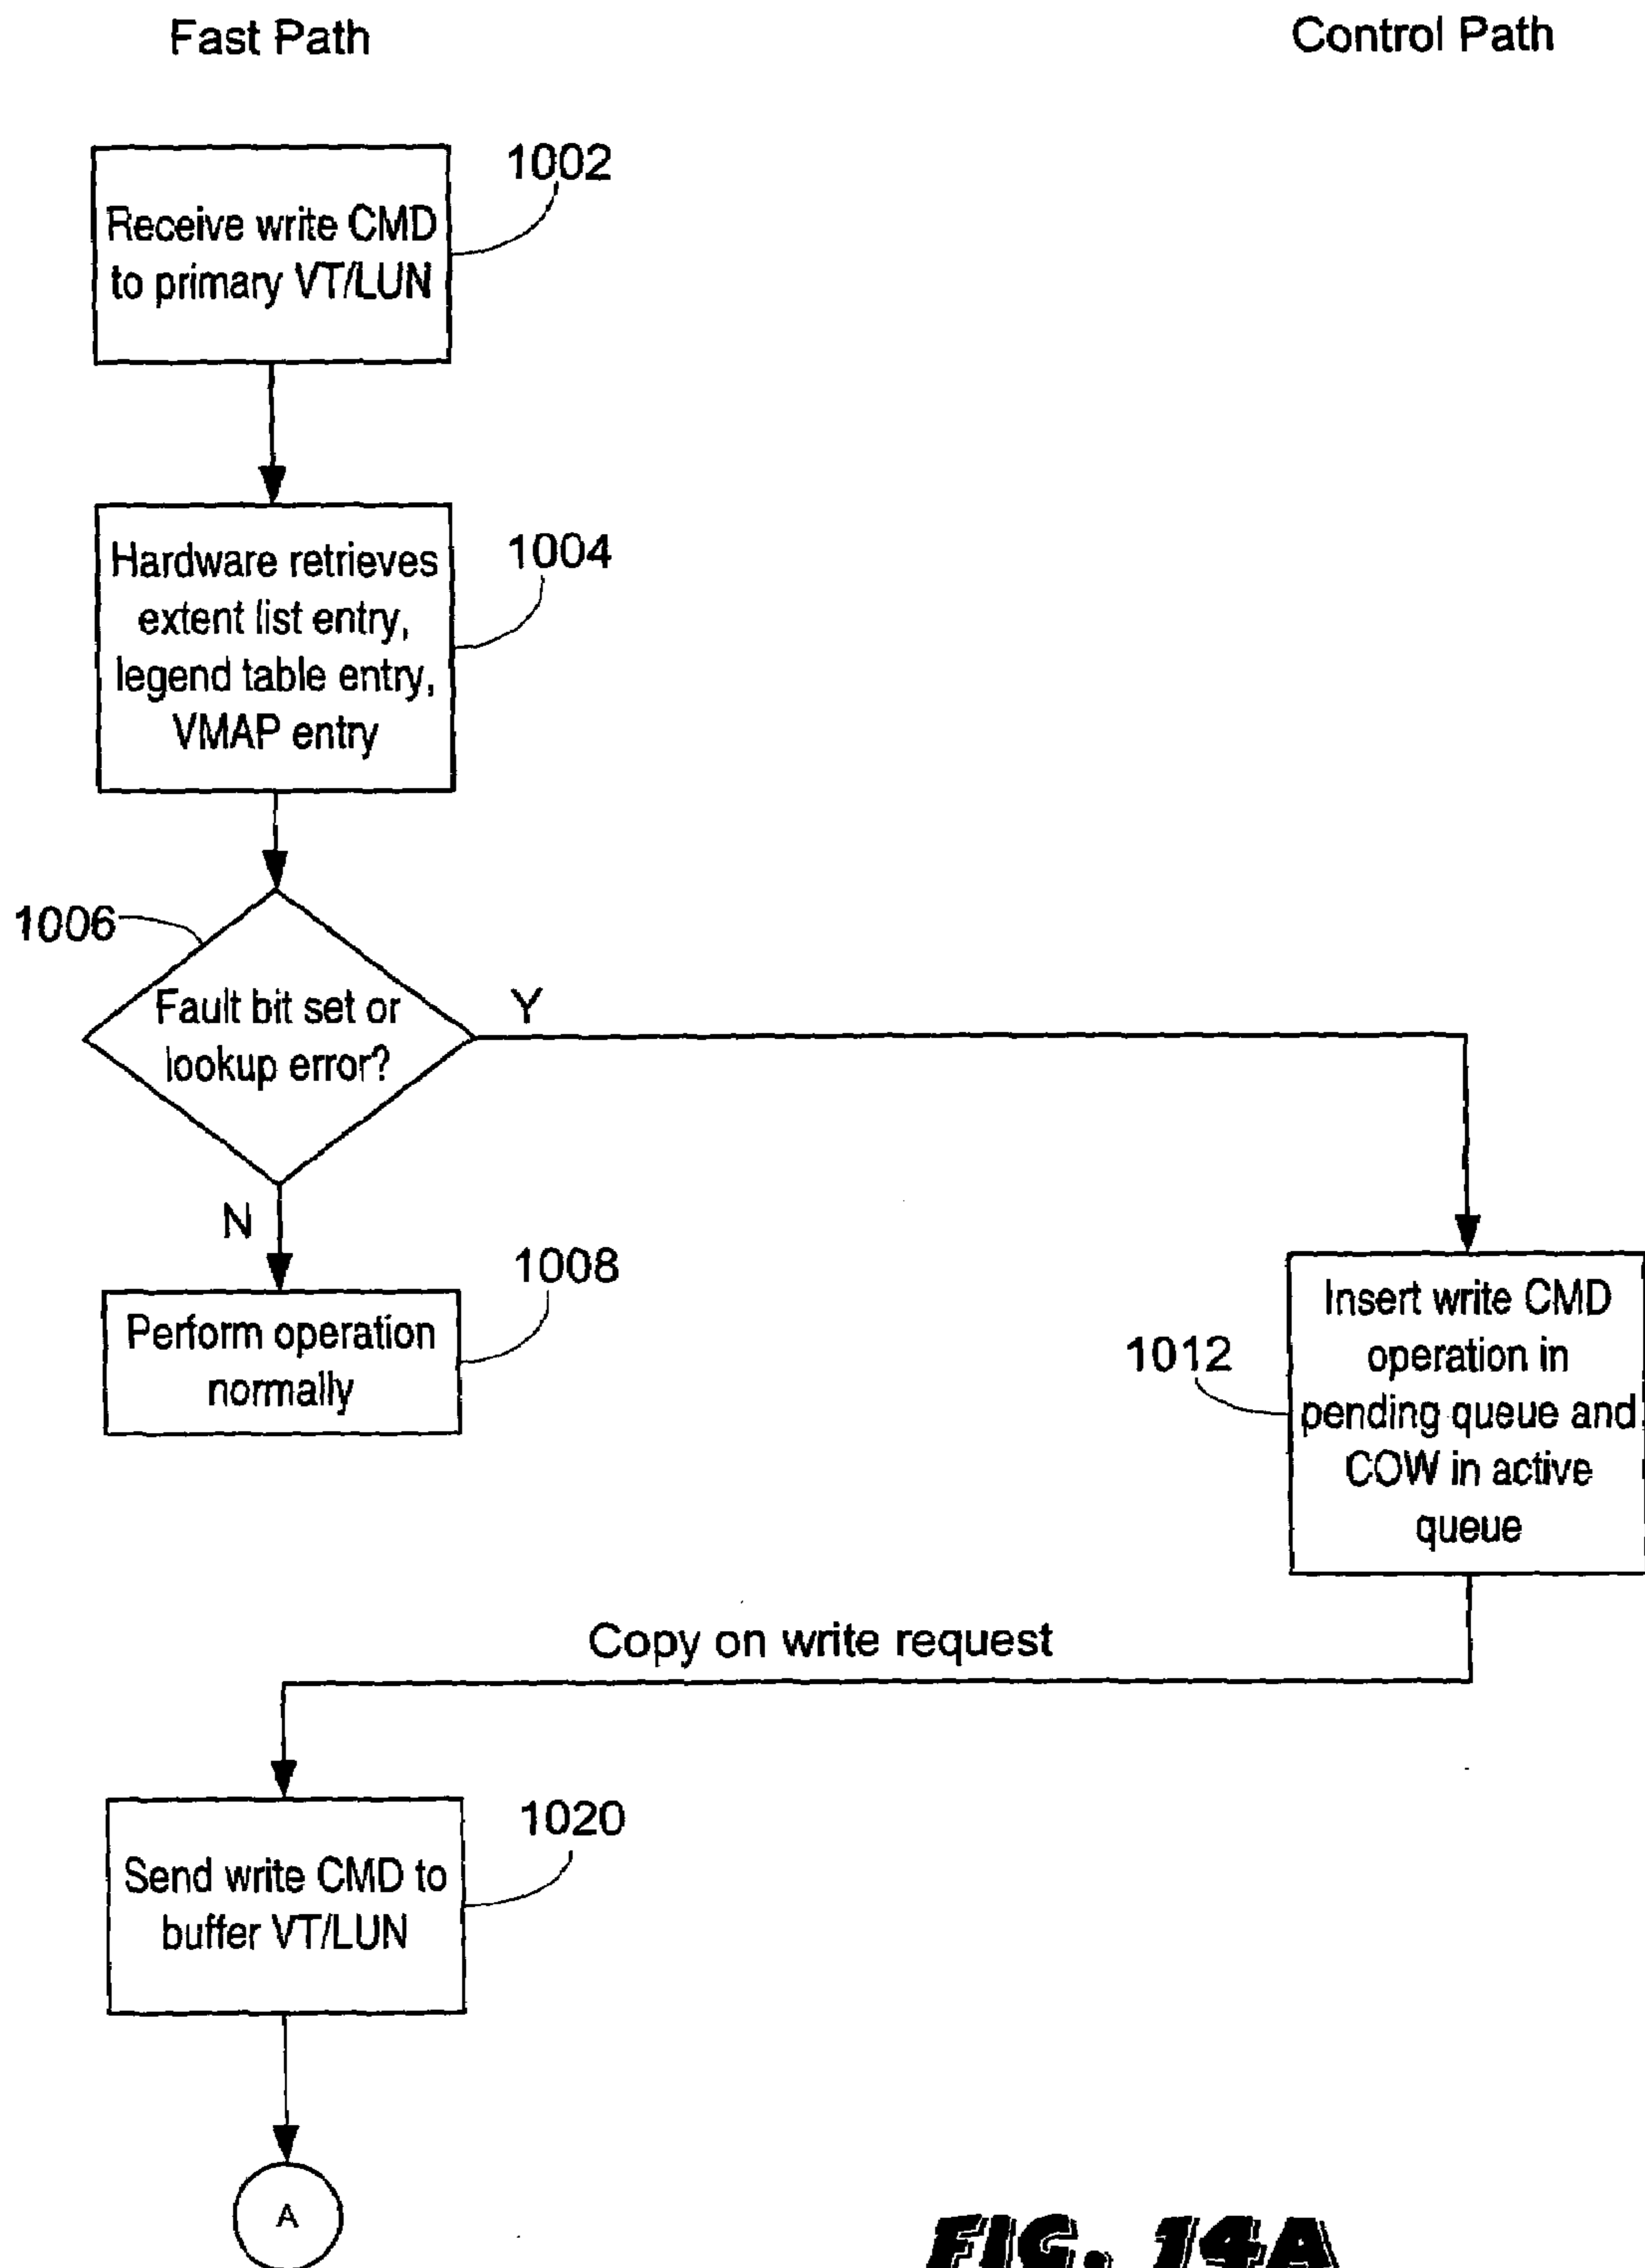 Fast Path
Control Path
1002
Receive write CMD
to primary VT/LUN
1004
Hardware retrieves
extent list entry,
legend table entry,
VMAP entry
1006
Fault bit set or
lookup error?
Y
N
1008
Perform operation
normally
1012
Insert write CMD
operation in
pending queue and
COW in active
queue
Copy on write request
1020
Send write CMD to
buffer VT/LUN
A
FIG. 14A